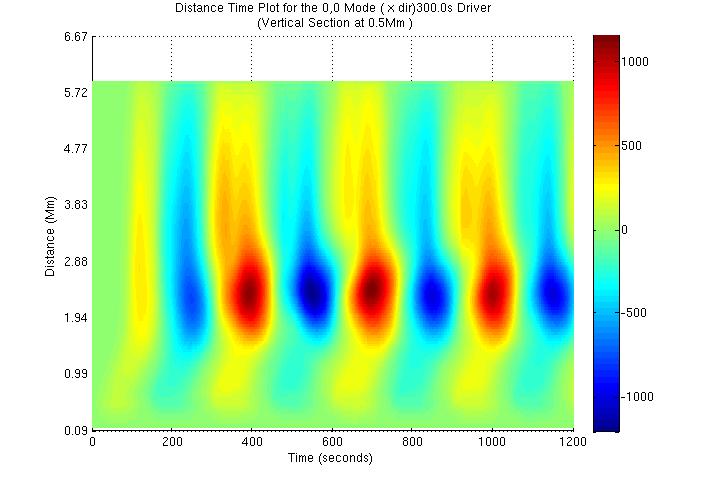 Distance Time Plot for the 0,0 Mode ( x dir)300.0s Driver
(Vertical Section at 0.5Mm )
6.67
5.72
4.77
3.83
2.88
1.94
0.99
0.09
Distance (Mm)
0 200 400 600 800 1000 1200
Time (seconds)
1000
500
0
-500
-1000